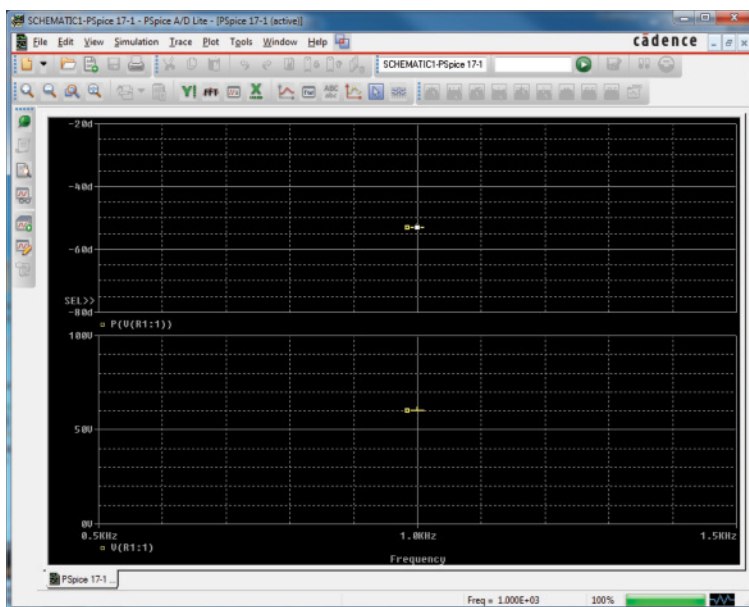 SCHEMATIC1-PSpice 17-1 - PSpice A/D Lite - [PSpice 17-1 (active)]
File Edit View Simulation Trace Plot Tools Window Help
cādence
SCHEMATIC1-PSpice 17-1
-20d
-40d
-60d
SEL>>
-80d
P(V(R1:1))
100V
50V
0V
0.5KHz 1.0KHz 1.5KHz
V(R1:1)
Frequency
PSpice 17-1 ...
Freq = 1.000E+03 100%